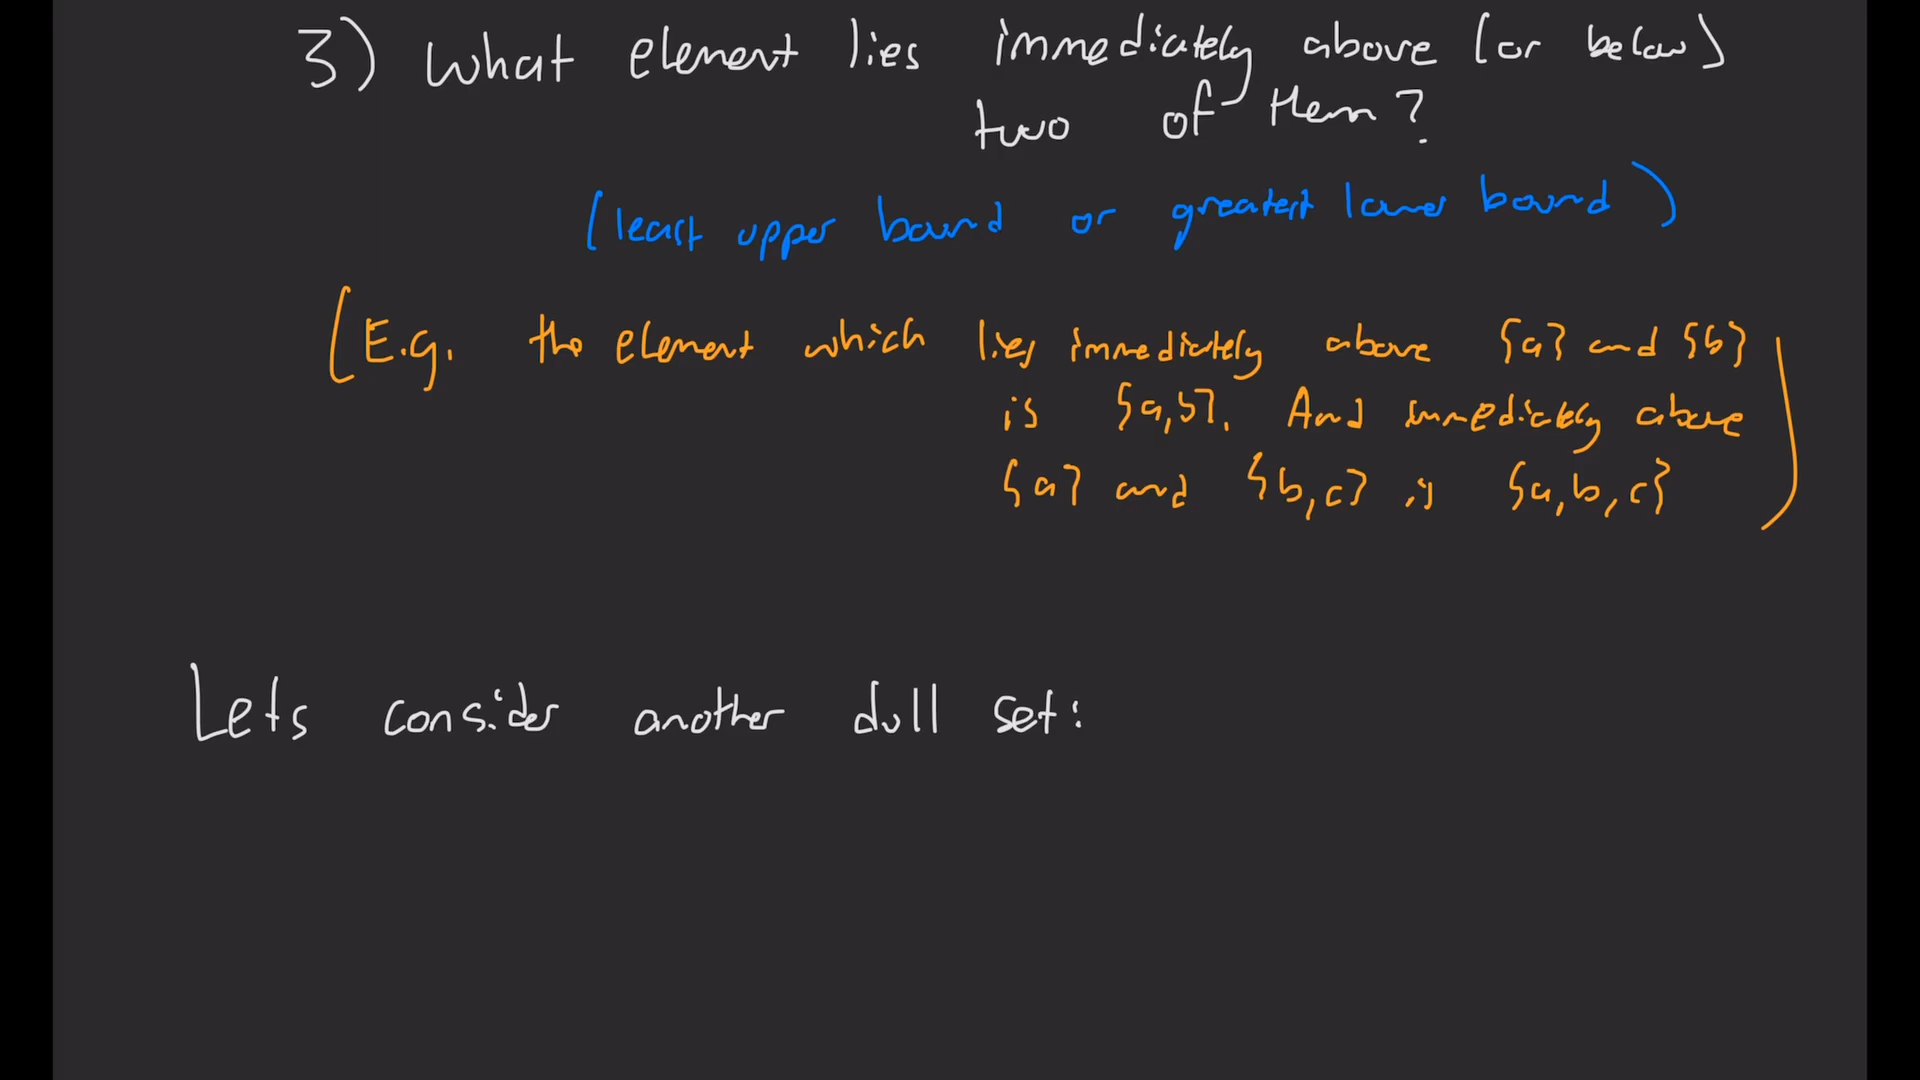 3) What element lies immediately above (or below)
two of them?
(least upper bound or greatest lower bound)
(E.g. the element which lies immediately above {a} and {b}
is {a,b}. And immediately above
{a} and {b,c} is {a,b,c})
Lets consider another dull set: